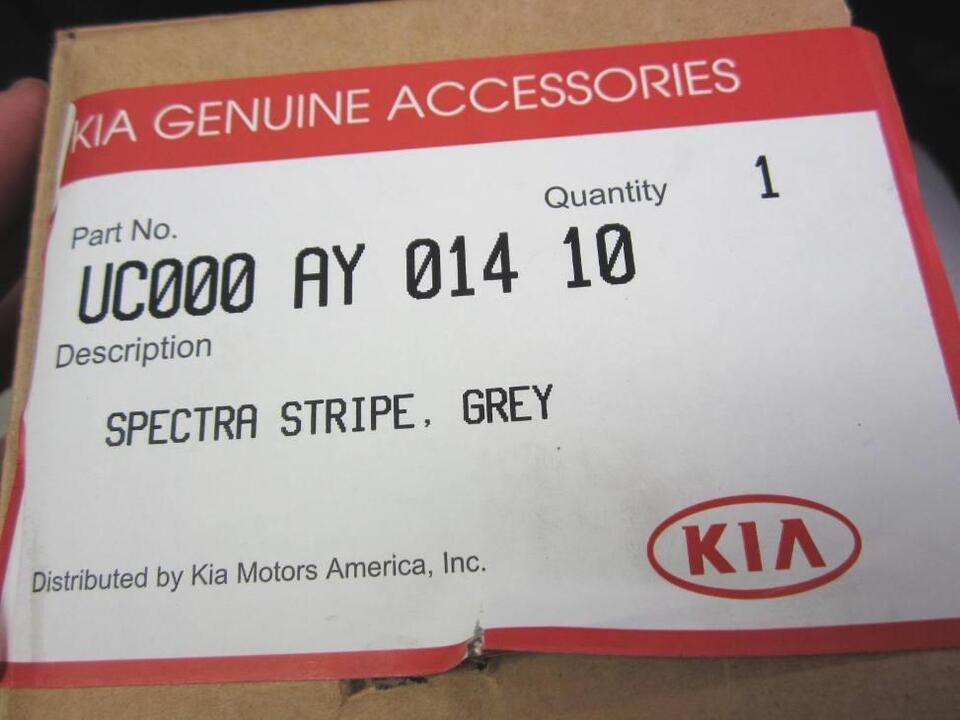 KIA GENUINE ACCESSORIES
Quantity 1
Part No.
UC000 AY 014 10
Description
SPECTRA STRIPE, GREY
Distributed by Kia Motors America, Inc.
KIA